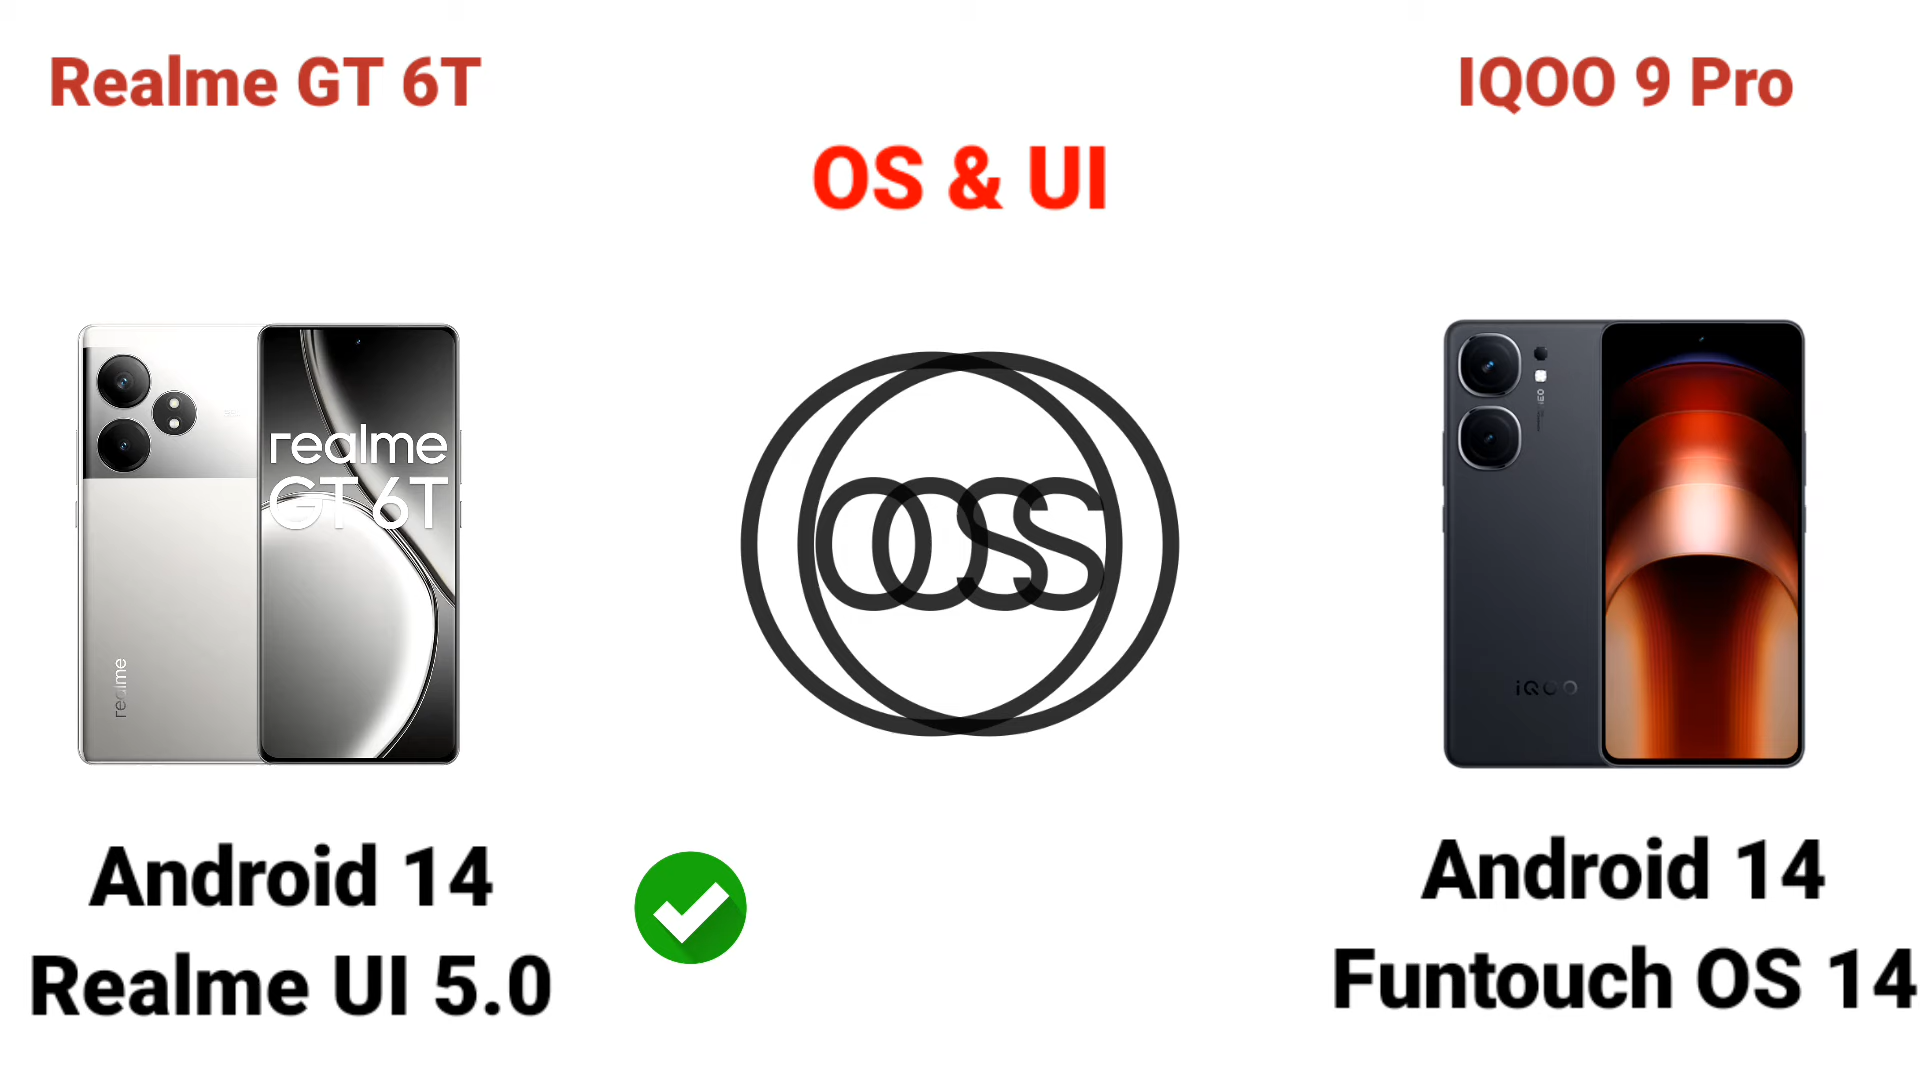 Realme GT 6T
IQOO 9 Pro
OS & UI
realme
GT 6T
realme
iQOO
Android 14
Realme UI 5.0
Android 14
Funtouch OS 14